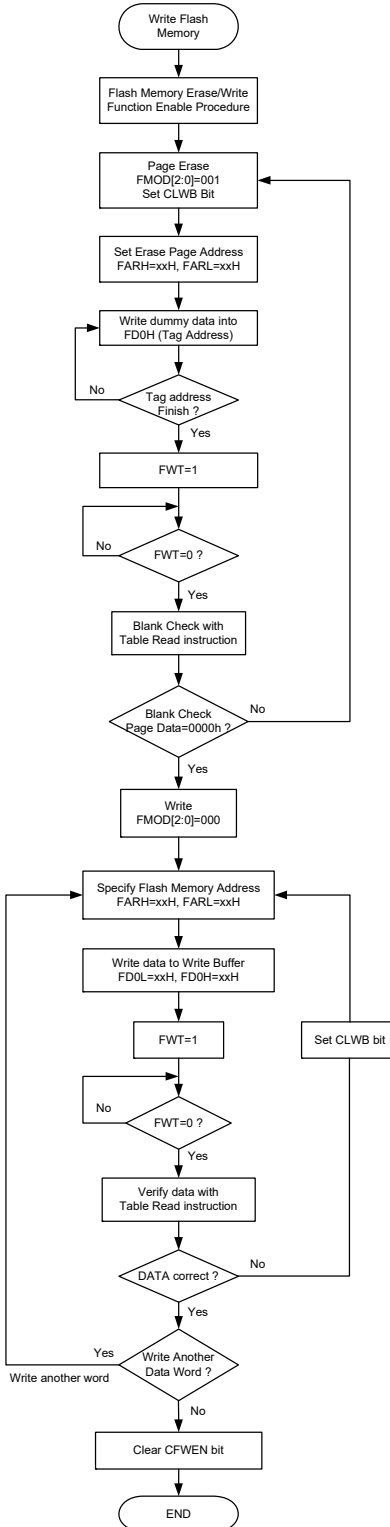 Write Flash
Memory
Flash Memory Erase/Write
Function Enable Procedure
Page Erase
FMOD[2:0]=001
Set CLWB Bit
Set Erase Page Address
FARH=xxH, FARL=xxH
Write dummy data into
FD0H (Tag Address)
No
Tag address
Finish ?
Yes
FWT=1
No
FWT=0 ?
Yes
Blank Check with
Table Read instruction
Blank Check
Page Data=0000h ?
No
Yes
Write
FMOD[2:0]=000
Specify Flash Memory Address
FARH=xxH, FARL=xxH
Write data to Write Buffer
FD0L=xxH, FD0H=xxH
FWT=1
Set CLWB bit
No
FWT=0 ?
Yes
Verify data with
Table Read instruction
DATA correct ?
No
Yes
Yes
Write another word
Write Another
Data Word ?
No
Clear CFWEN bit
END